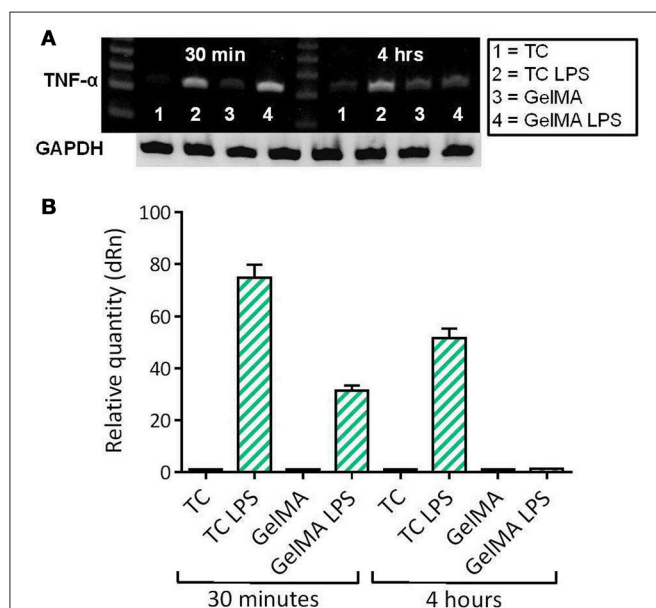 A
30 min 4 hrs
TNF-α
1 2 3 4 1 2 3 4
GAPDH
1 = TC
2 = TC LPS
3 = GelMA
4 = GelMA LPS
B
Relative quantity (dRn)
100
80
60
40
20
0
TC TC LPS GelMA GelMA LPS TC TC LPS GelMA GelMA LPS
30 minutes 4 hours